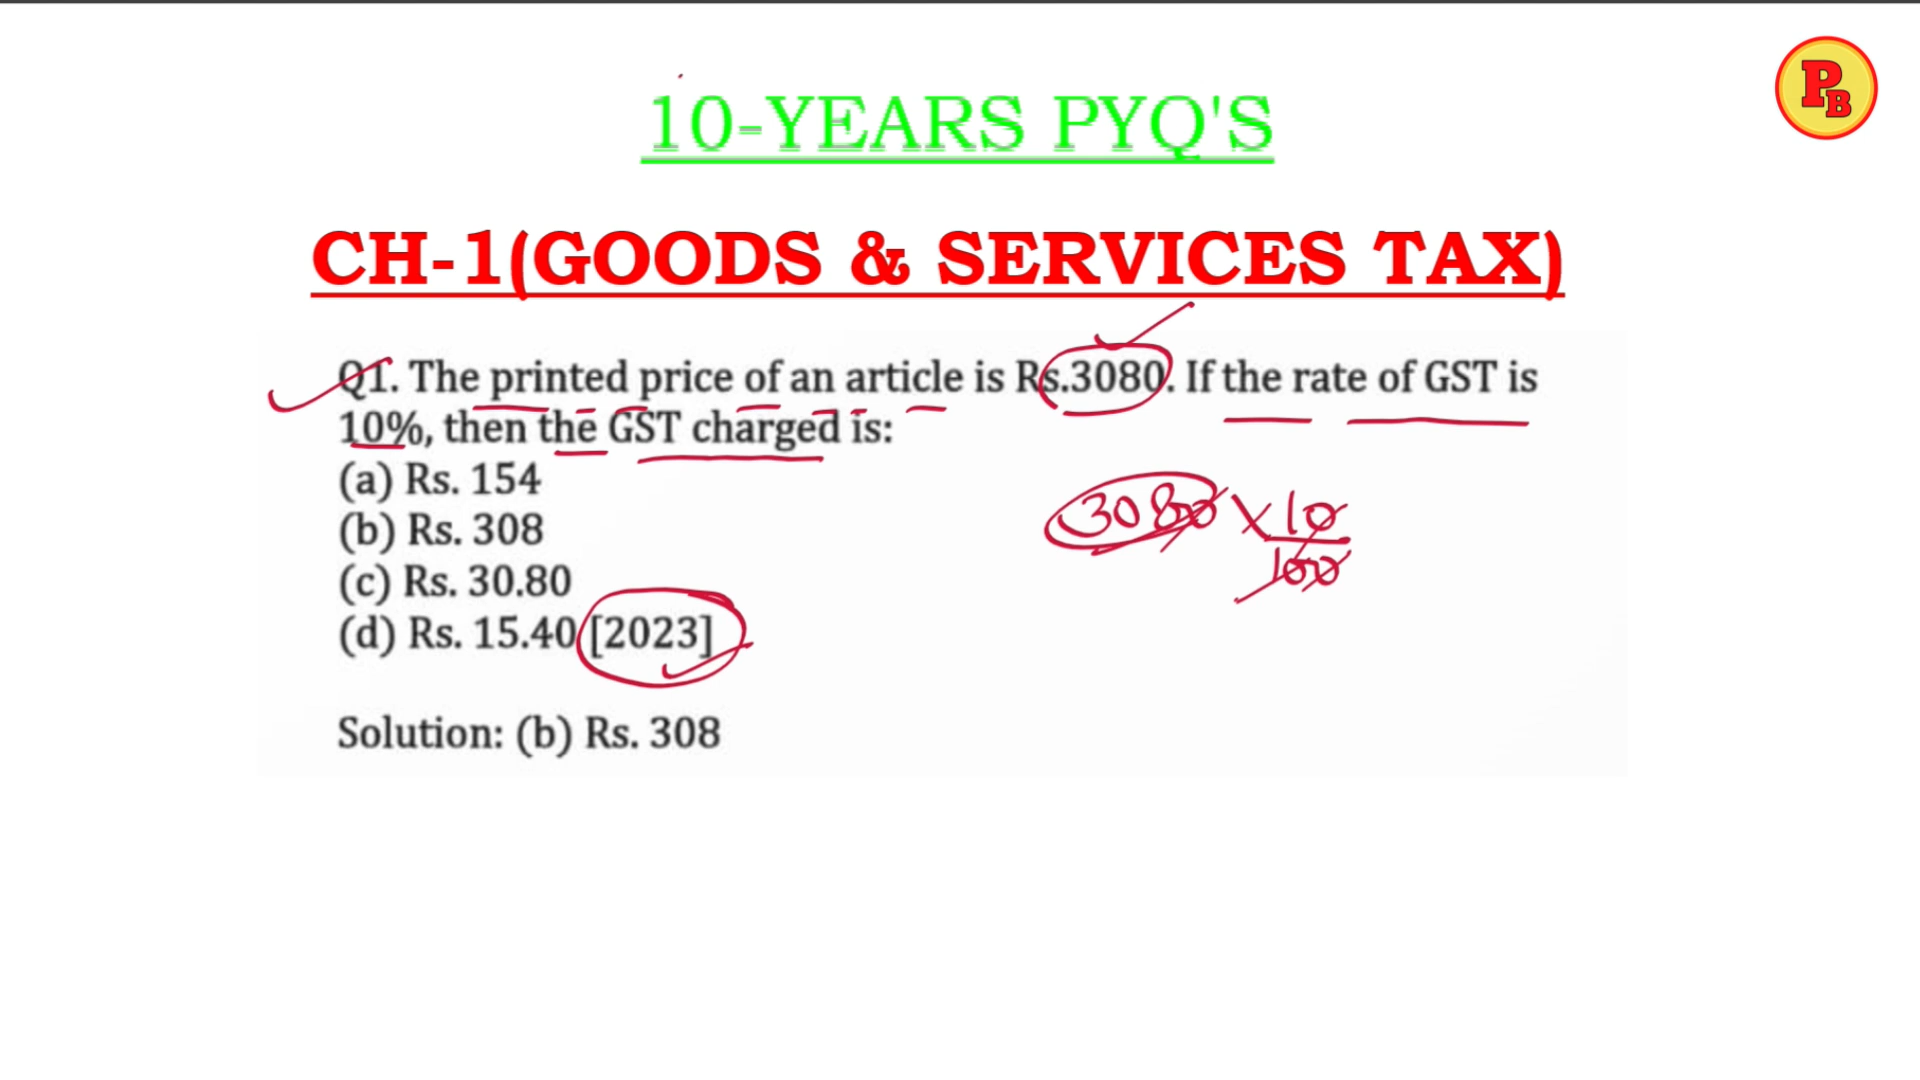 10-YEARS PYQ'S
PB
CH-1(GOODS & SERVICES TAX)
Q1. The printed price of an article is Rs.3080. If the rate of GST is
10%, then the GST charged is:
(a) Rs. 154
(b) Rs. 308
(c) Rs. 30.80
(d) Rs. 15.40 [2023]
3080 × 10
100
Solution: (b) Rs. 308